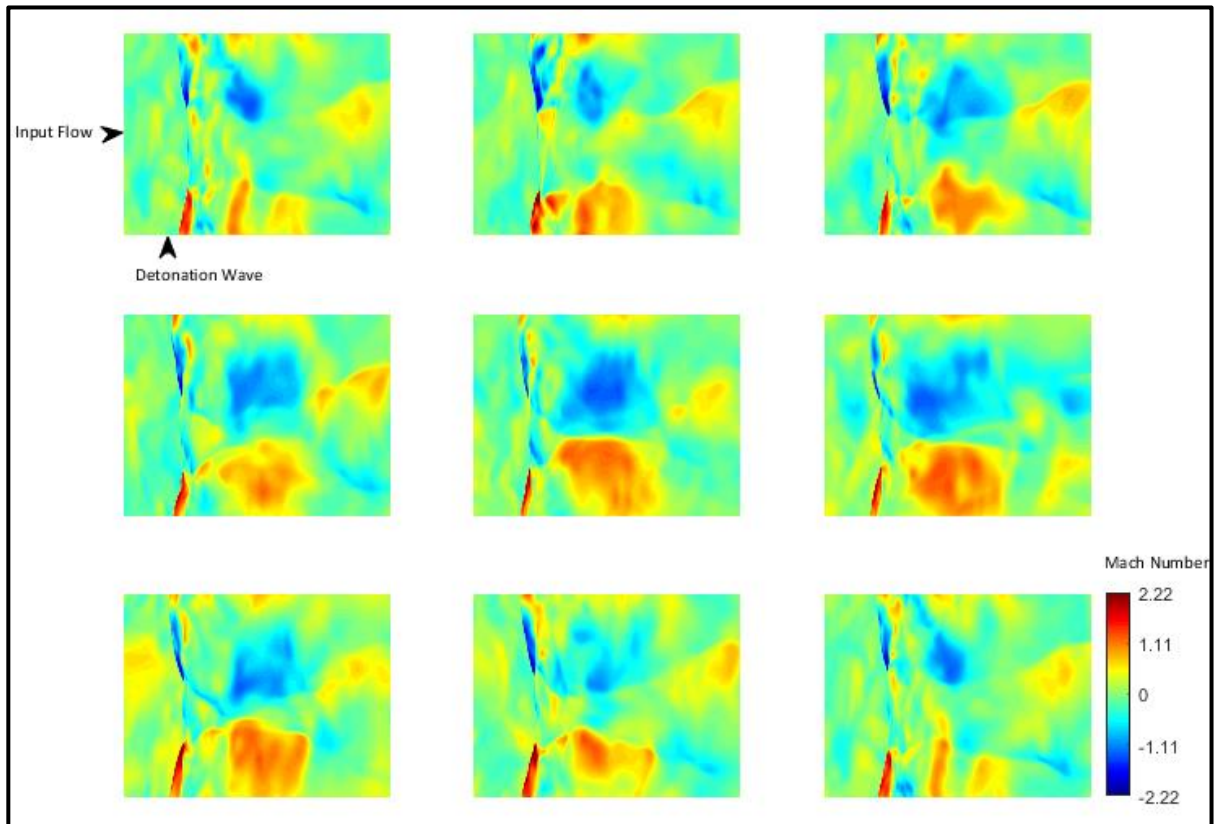 Input Flow
Detonation Wave
Mach Number
2.22
1.11
0
-1.11
-2.22